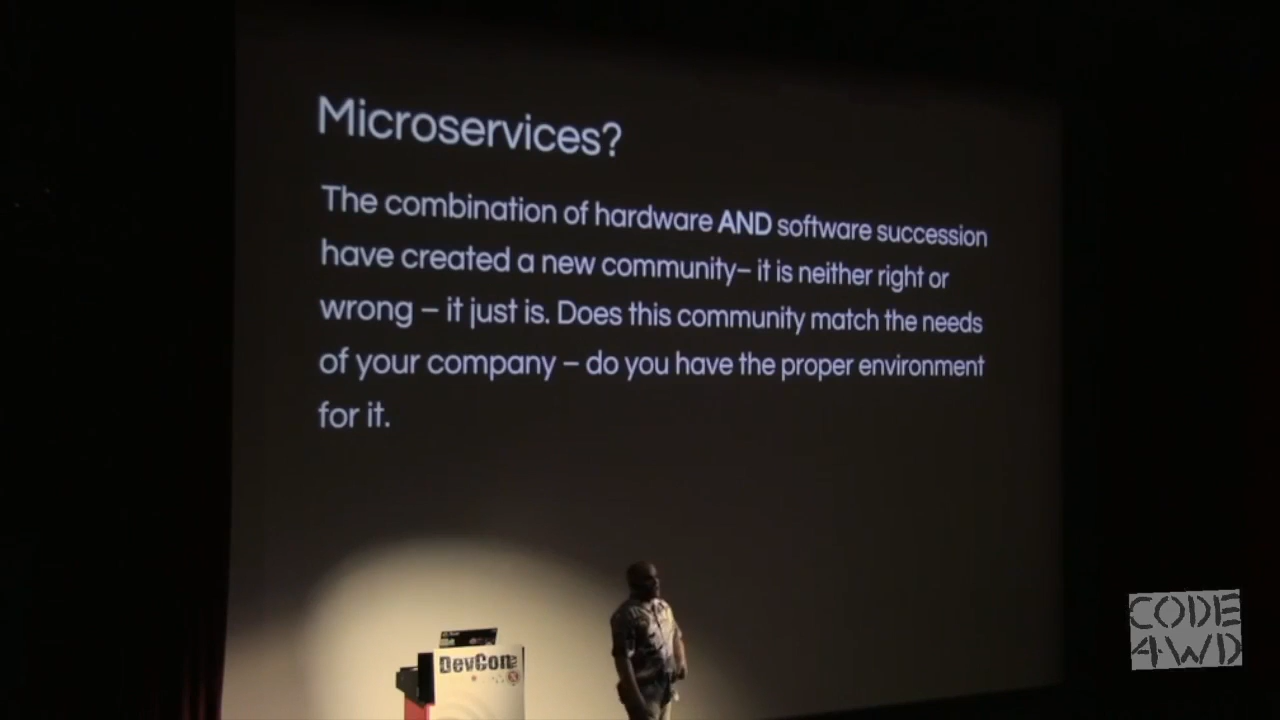 Microservices?
The combination of hardware AND software succession
have created a new community– it is neither right or
wrong – it just is. Does this community match the needs
of your company – do you have the proper environment
for it.
DevCon
CODE
4WD